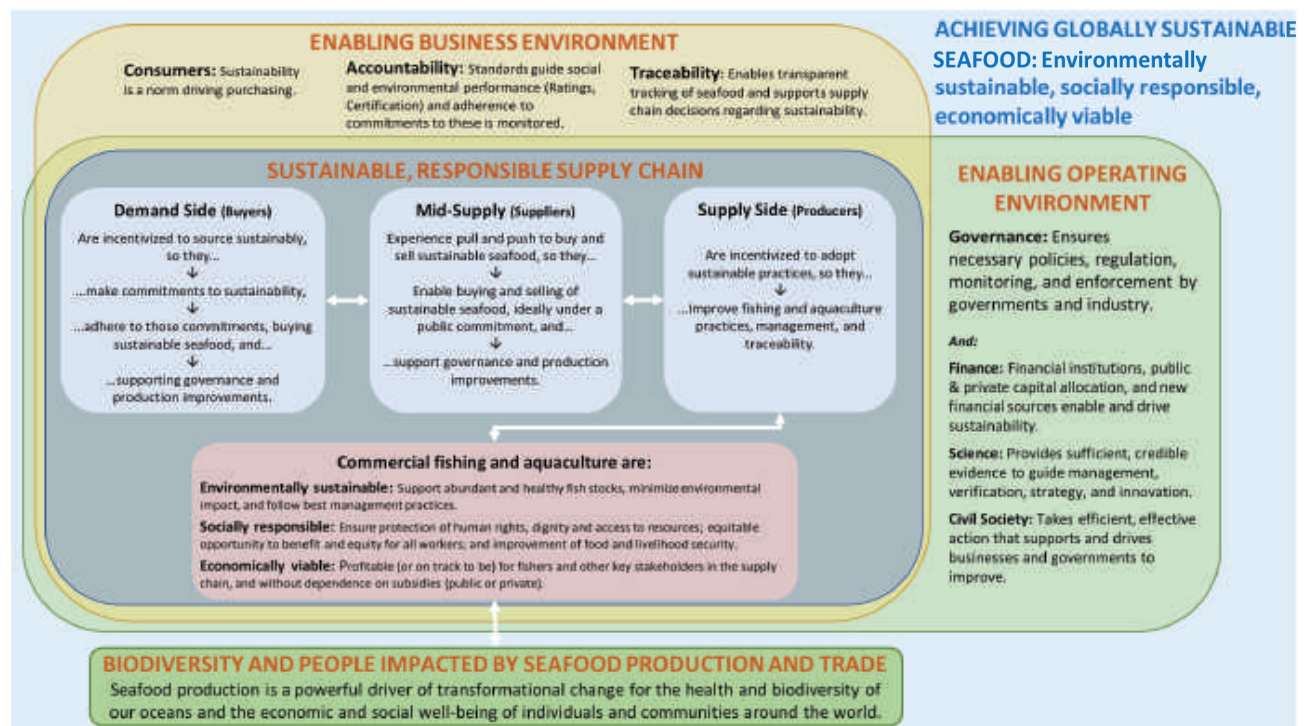 ENABLING BUSINESS ENVIRONMENT
Consumers: Sustainability
is a norm driving purchasing.
Accountability: Standards guide social
and environmental performance (Ratings,
Certification) and adherence to
commitments to these is monitored.
Traceability: Enables transparent
tracking of seafood and supports supply
chain decisions regarding sustainability.
ACHIEVING GLOBALLY SUSTAINABLE
SEAFOOD: Environmentally
sustainable, socially responsible,
economically viable
SUSTAINABLE, RESPONSIBLE SUPPLY CHAIN
Demand Side (Buyers)
Are incentivized to source sustainably,
so they...
...make commitments to sustainability,
...adhere to those commitments, buying
sustainable seafood, and...
...supporting governance and
production improvements.
Mid-Supply (Suppliers)
Experience pull and push to buy and
sell sustainable seafood, so they...
Enable buying and selling of
sustainable seafood, ideally under a
public commitment, and...
...support governance and production
improvements.
Supply Side (Producers)
Are incentivized to adopt
sustainable practices, so they...
...improve fishing and aquaculture
practices, management, and
traceability.
ENABLING OPERATING
ENVIRONMENT
Governance: Ensures
necessary policies, regulation,
monitoring, and enforcement by
governments and industry.
And:
Finance: Financial institutions, public
& private capital allocation, and new
financial sources enable and drive
sustainability.
Science: Provides sufficient, credible
evidence to guide management,
verification, strategy, and innovation.
Civil Society: Takes efficient, effective
action that supports and drives
businesses and governments to
improve.
Commercial fishing and aquaculture are:
Environmentally sustainable: Support abundant and healthy fish stocks, minimize environmental
impact, and follow best management practices.
Socially responsible: Ensure protection of human rights, dignity and access to resources; equitable
opportunity to benefit and equity for all workers; and improvement of food and livelihood security.
Economically viable: Profitable (or on track to be) for fishers and other key stakeholders in the supply
chain, and without dependence on subsidies (public or private).
BIODIVERSITY AND PEOPLE IMPACTED BY SEAFOOD PRODUCTION AND TRADE
Seafood production is a powerful driver of transformational change for the health and biodiversity of
our oceans and the economic and social well-being of individuals and communities around the world.